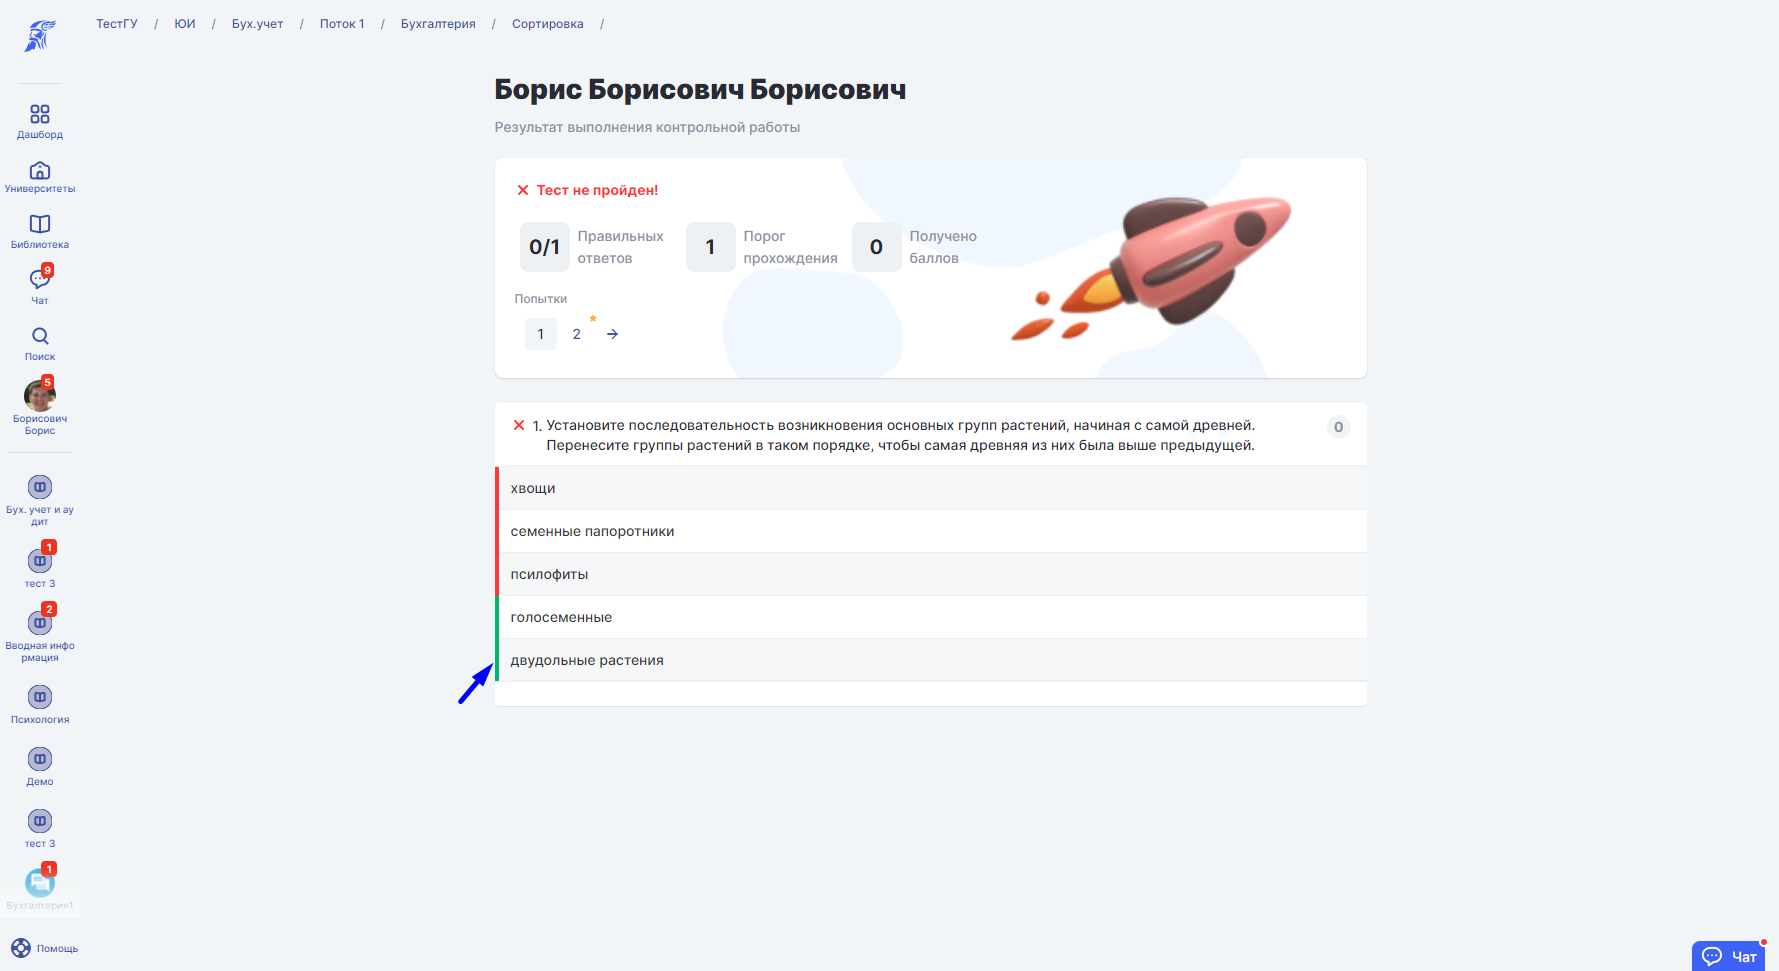 ТестГУ / ЮИ / Бух.учет / Поток 1 / Бухгалтерия / Сортировка /
Дашборд
Университеты
Библиотека
9
Чат
Поиск
5
Борисович
Борис
Бух. учет и ау
дит
1
тест 3
2
Вводная инфо
рмация
Психология
Демо
тест 3
1
Бухгалтерия1
Помощь
Борис Борисович Борисович
Результат выполнения контрольной работы
Тест не пройден!
0/1 Правильных
ответов
1 Порог
прохождения
0 Получено
баллов
Попытки
1 2
1. Установите последовательность возникновения основных групп растений, начиная с самой древней. 0
Перенесите группы растений в таком порядке, чтобы самая древняя из них была выше предыдущей.
хвощи
семенные папоротники
псилофиты
голосеменные
двудольные растения
Чат